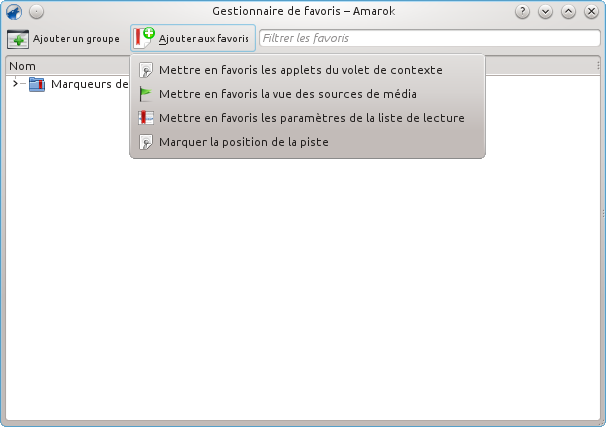 Gestionnaire de favoris – Amarok
Ajouter un groupe
Ajouter aux favoris
Filtrer les favoris
Nom
Marqueurs de
Mettre en favoris les applets du volet de contexte
Mettre en favoris la vue des sources de média
Mettre en favoris les paramètres de la liste de lecture
Marquer la position de la piste